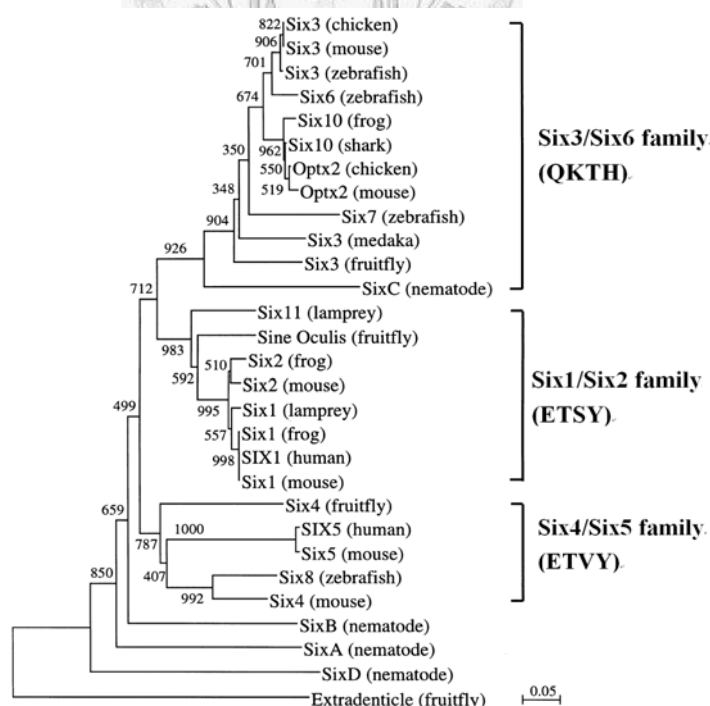 822 Six3 (chicken)
906 Six3 (mouse)
701 Six3 (zebrafish)
Six6 (zebrafish)
674
Six10 (frog)
Six10 (shark)
962
350
550 Optx2 (chicken)
519 Optx2 (mouse)
348
Six7 (zebrafish)
904
Six3 (medaka)
926
Six3 (fruitfly)
SixC (nematode)
Six3/Six6 family
(QKTH)
712
Six11 (lamprey)
983
Sine Oculis (fruitfly)
592
510 Six2 (frog)
Six2 (mouse)
995
Six1 (lamprey)
557 Six1 (frog)
998 SIX1 (human)
Six1 (mouse)
Six1/Six2 family
(ETSY)
499
Six4 (fruitfly)
659
787
1000
SIX5 (human)
Six5 (mouse)
407
Six8 (zebrafish)
992
Six4 (mouse)
Six4/Six5 family
(ETVY)
850
SixB (nematode)
SixA (nematode)
SixD (nematode)
Extradenticle (fruitfly)
0.05